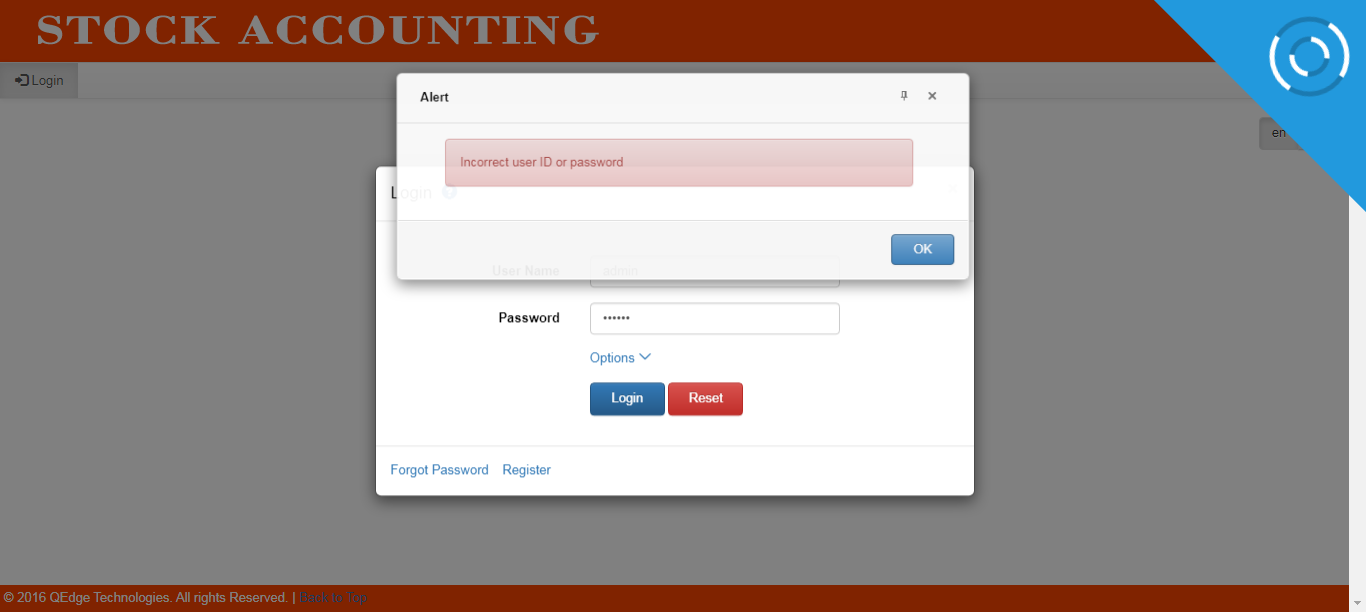 STOCK ACCOUNTING
Login
Alert
en
Incorrect user ID or password
Login
OK
User Name
admin
Password
••••••
Options
Login
Reset
Forgot Password
Register
© 2016 QEdge Technologies. All rights Reserved. | Back to Top